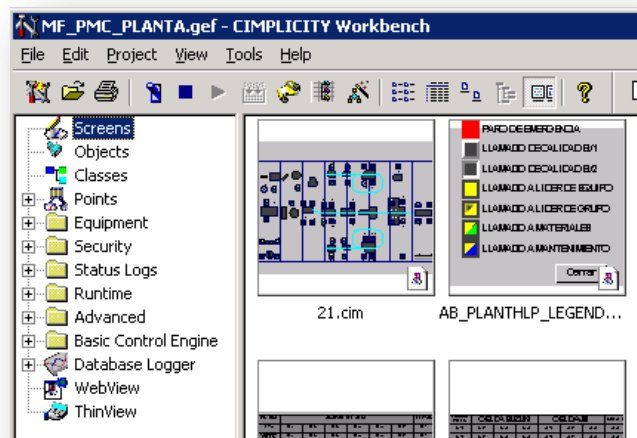 MF_PMC_PLANTA.gef - CIMPLICITY Workbench
File Edit Project View Tools Help
Screens
Objects
Classes
Points
Equipment
Security
Status Logs
Runtime
Advanced
Basic Control Engine
Database Logger
WebView
ThinView
PARO DE EMERGENCIA
LLAMADO DE CALIDAD B/1
LLAMADO DE CALIDAD B/2
LLAMADO A LIDER DE EQUIPO
LLAMADO A LIDER DE GRUPO
LLAMADO A MATERIALES
LLAMADO A MANTENIMIENTO
Cerrar
21.cim
AB_PLANTHLP_LEGEND...